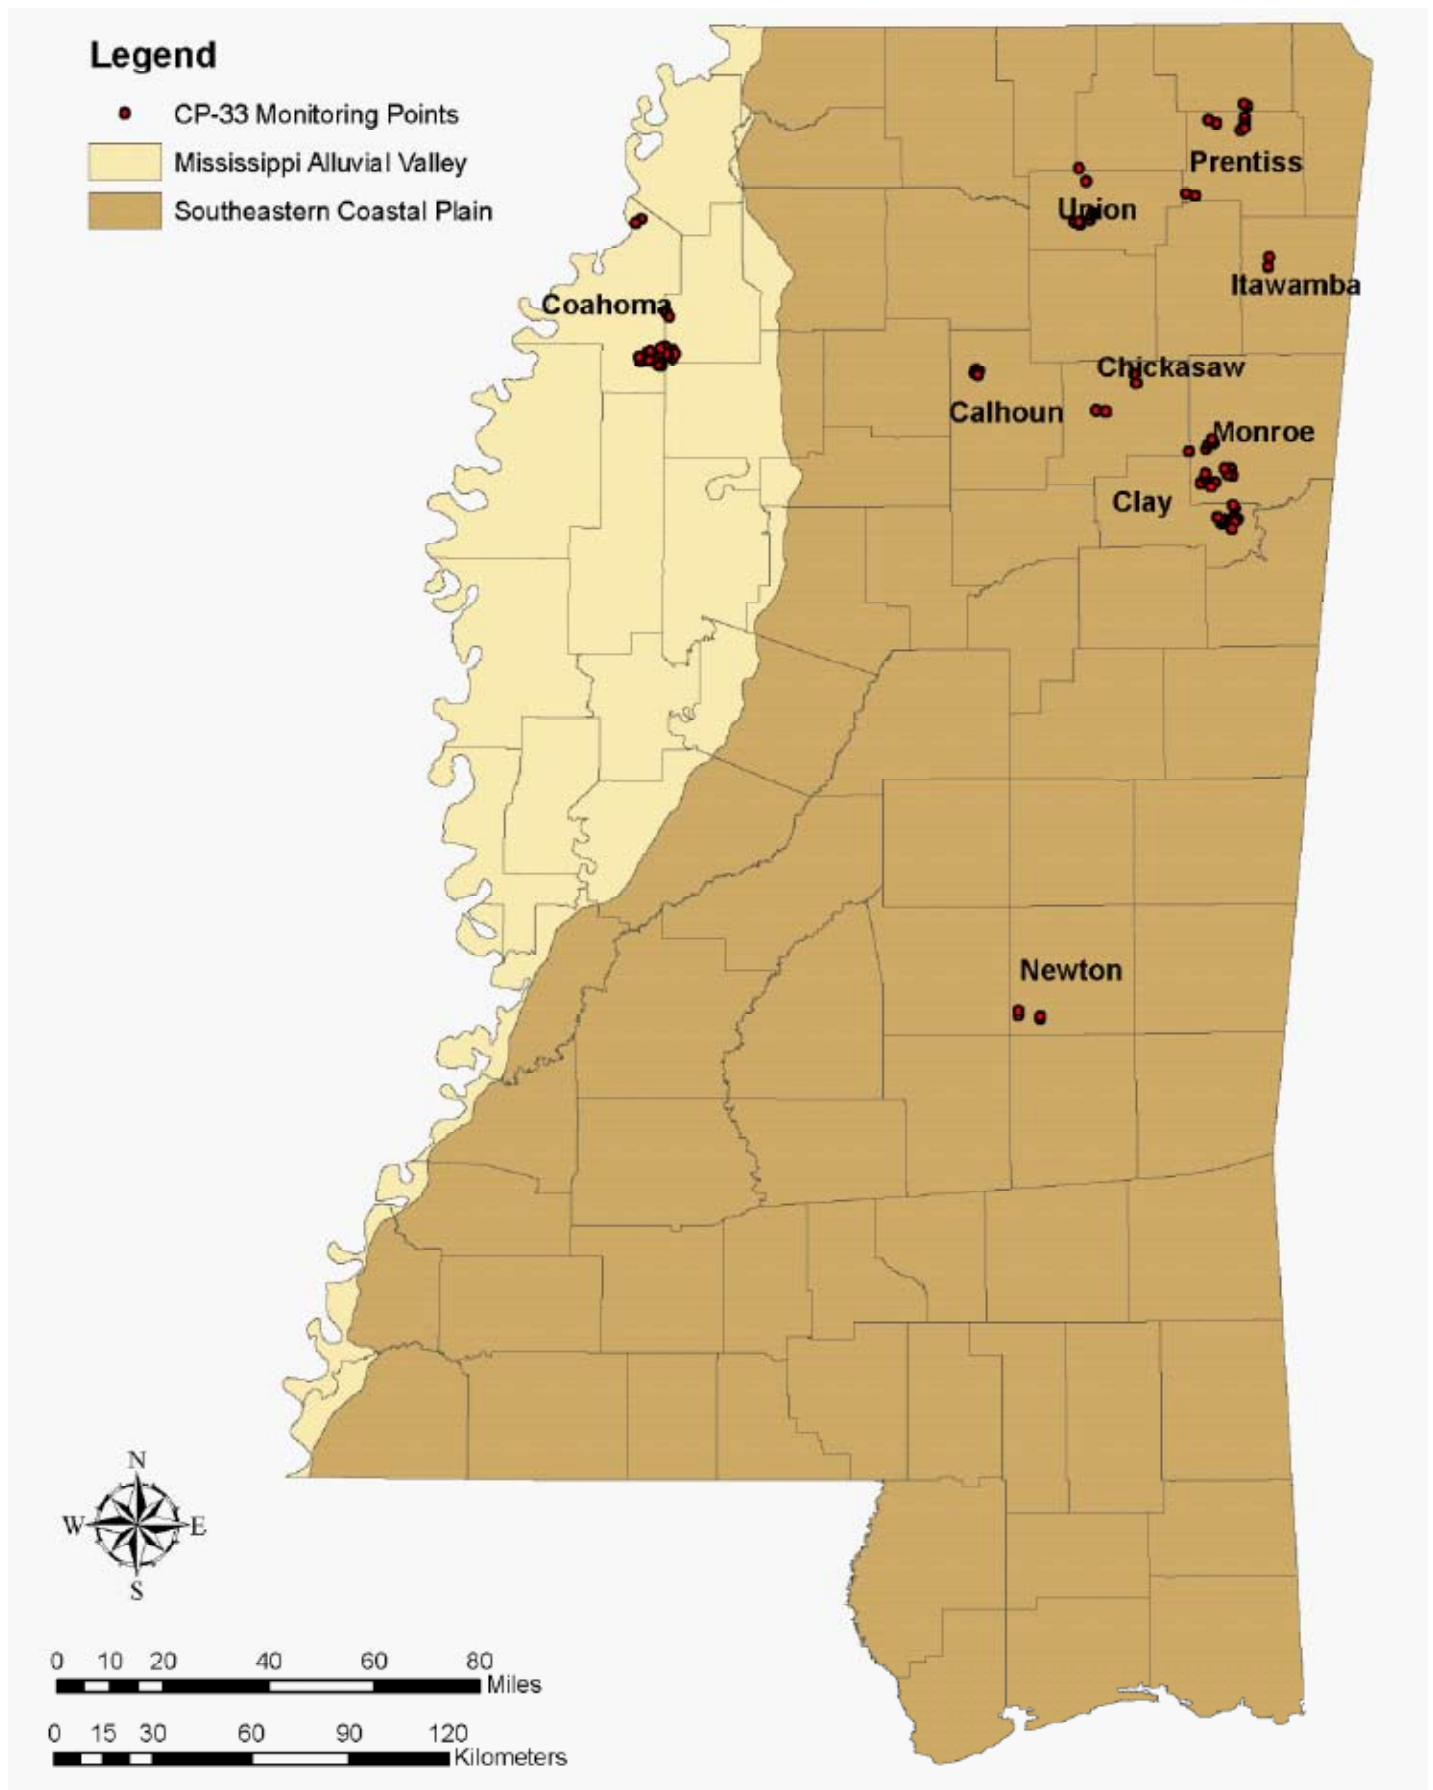 Legend
CP-33 Monitoring Points
Mississippi Alluvial Valley
Southeastern Coastal Plain
Prentiss
Union
Itawamba
Coahoma
Chickasaw
Calhoun
Monroe
Clay
Newton
N
W E
S
0 10 20 40 60 80
Miles
0 15 30 60 90 120
Kilometers